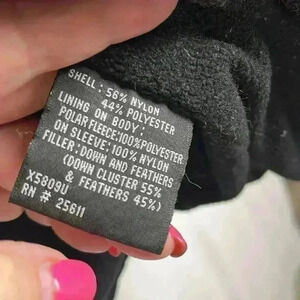 SHELL: 56% NYLON
44% POLYESTER
LINING ON BODY:
POLAR FLEECE:100%POLYESTER
ON SLEEVE: 100% NYLON
FILLER:DOWN AND FEATHERS
(DOWN CLUSTER 55%
& FEATHERS 45%)
X5809U
RN # 25611